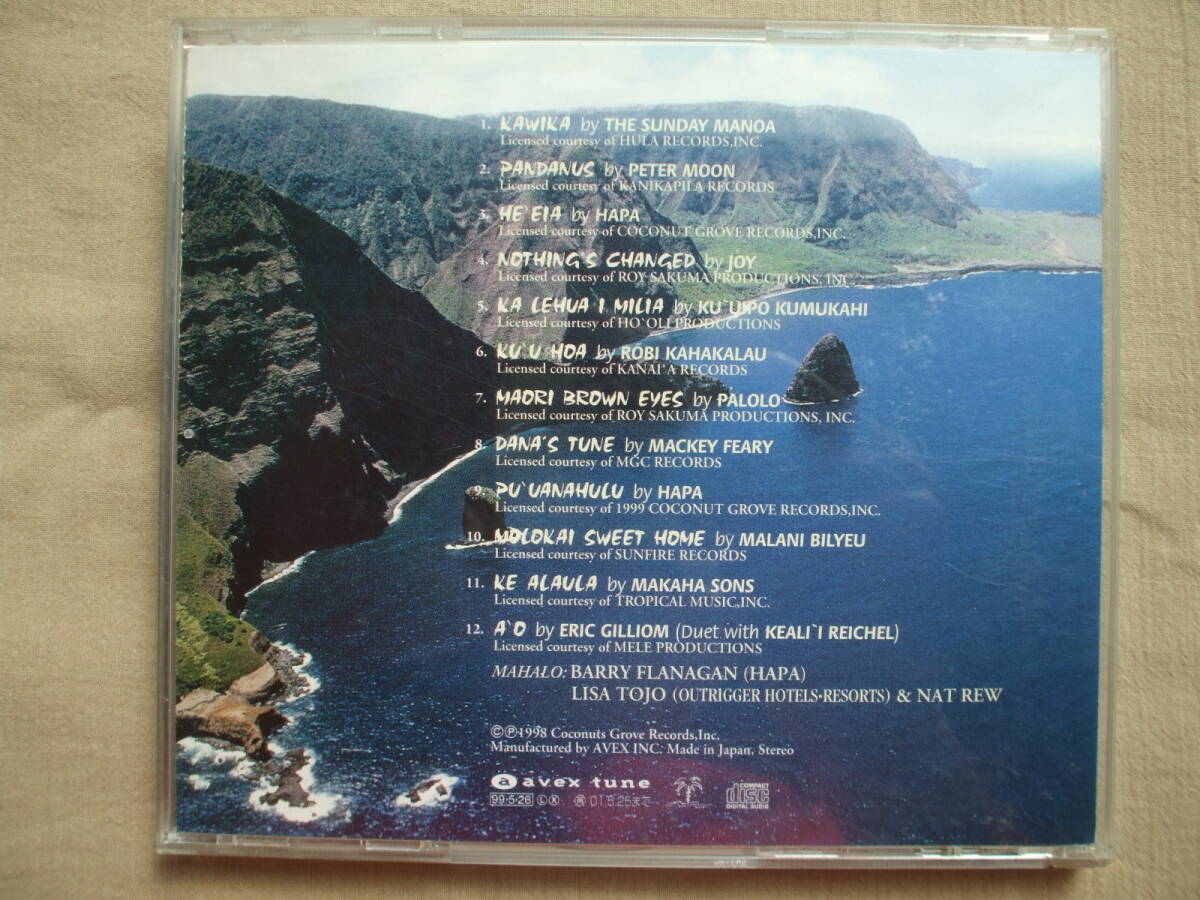 1. KAWIKA by THE SUNDAY MANOA
Licensed courtesy of HULA RECORDS,INC.
2. PANDANUS by PETER MOON
Licensed courtesy of KANIKAPILA RECORDS
3. HE`EIA by HAPA
Licensed courtesy of COCONUT GROVE RECORDS,INC.
4. NOTHING'S CHANGED by JOY
Licensed courtesy of ROY SAKUMA PRODUCTIONS, INC
5. KA LEHUA I MILIA by KU`UIPO KUMUKAHI
Licensed courtesy of HO`OLI PRODUCTIONS
6. KU`U HOA by ROBI KAHAKALAU
Licensed courtesy of KANAI'A RECORDS
7. MAORI BROWN EYES by PALOLO
Licensed courtesy of ROY SAKUMA PRODUCTIONS, INC.
8. DANA'S TUNE by MACKEY FEARY
Licensed courtesy of MGC RECORDS
9. PU`UANAHULU by HAPA
Licensed courtesy of 1999 COCONUT GROVE RECORDS,INC.
10. MOLOKAI SWEET HOME by MALANI BILYEU
Licensed courtesy of SUNFIRE RECORDS
11. KE ALAULA by MAKAHA SONS
Licensed courtesy of TROPICAL MUSIC,INC.
12. A`O by ERIC GILLIOM (Duet with KEALI`I REICHEL)
Licensed courtesy of MELE PRODUCTIONS
MAHALO: BARRY FLANAGAN (HAPA)
LISA TOJO (OUTRIGGER HOTELS•RESORTS) & NAT REW
©℗1998 Coconuts Grove Records,Inc.
Manufactured by AVEX INC. Made in Japan. Stereo
a avex tune
COMPACT disc DIGITAL AUDIO
99·5·26 Ⓛ Ⓧ ㊢ 01.5.25まで